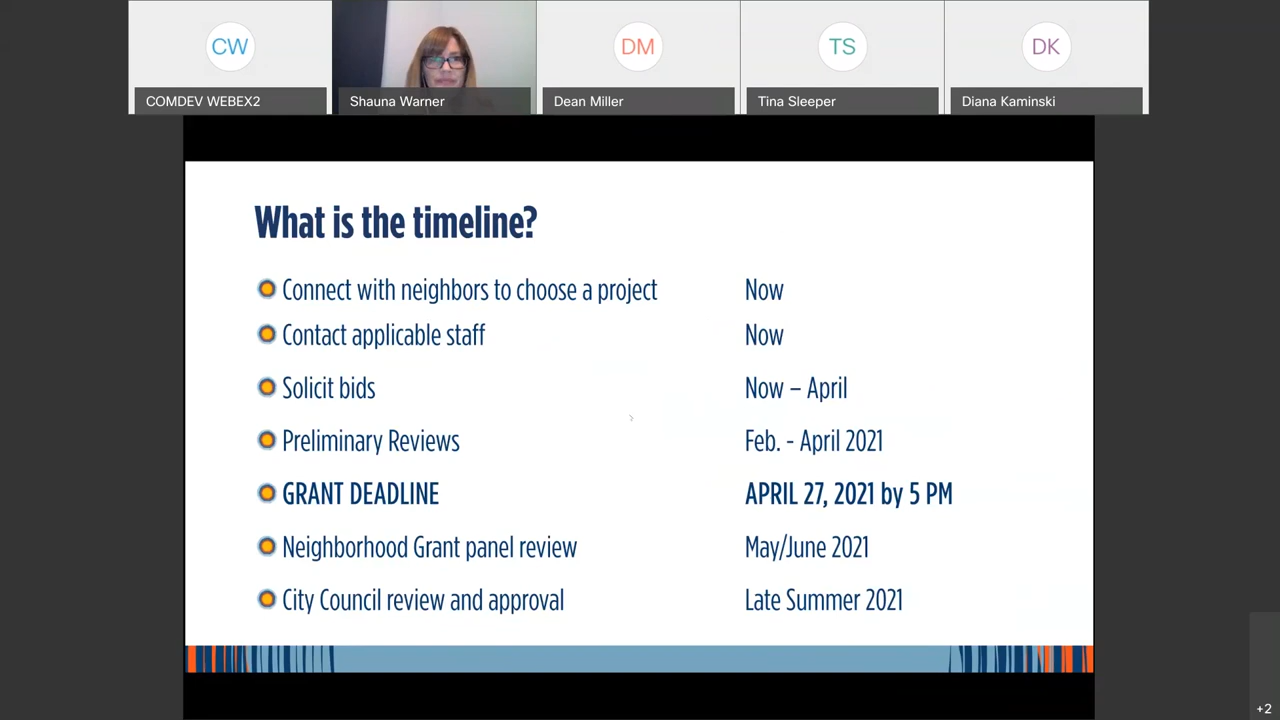 CW
DM
TS
DK
COMDEV WEBEX2
Shauna Warner
Dean Miller
Tina Sleeper
Diana Kaminski
What is the timeline?
Connect with neighbors to choose a project Now
Contact applicable staff Now
Solicit bids Now – April
Preliminary Reviews Feb. - April 2021
GRANT DEADLINE APRIL 27, 2021 by 5 PM
Neighborhood Grant panel review May/June 2021
City Council review and approval Late Summer 2021
+2